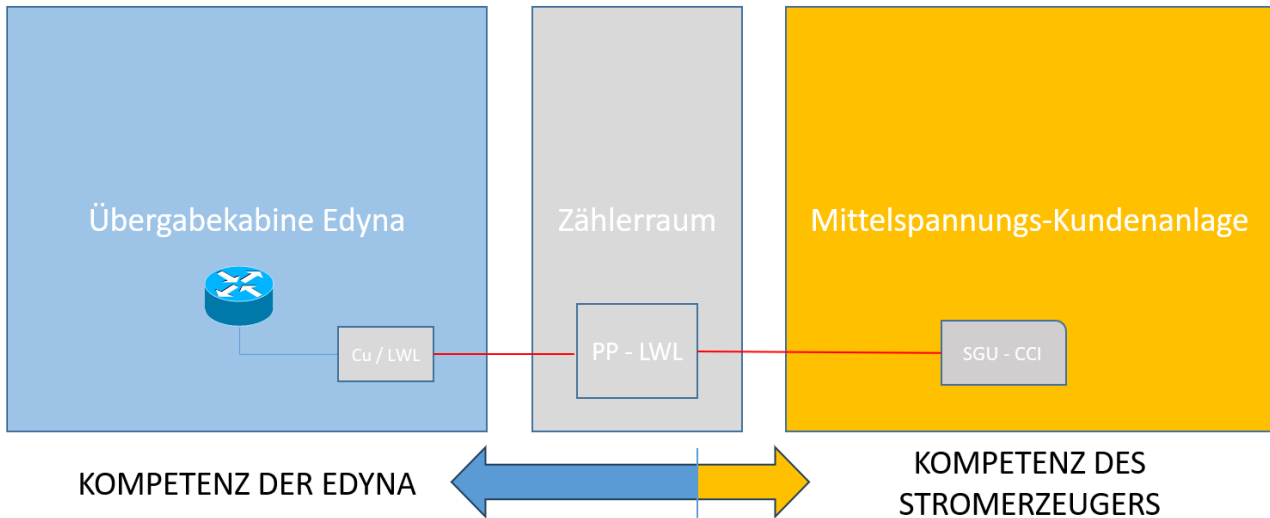 Übergabekabine Edyna
Zählerraum
Mittelspannungs-Kundenanlage
Cu / LWL
PP - LWL
SGU - CCI
KOMPETENZ DER EDYNA
KOMPETENZ DES
STROMERZEUGERS